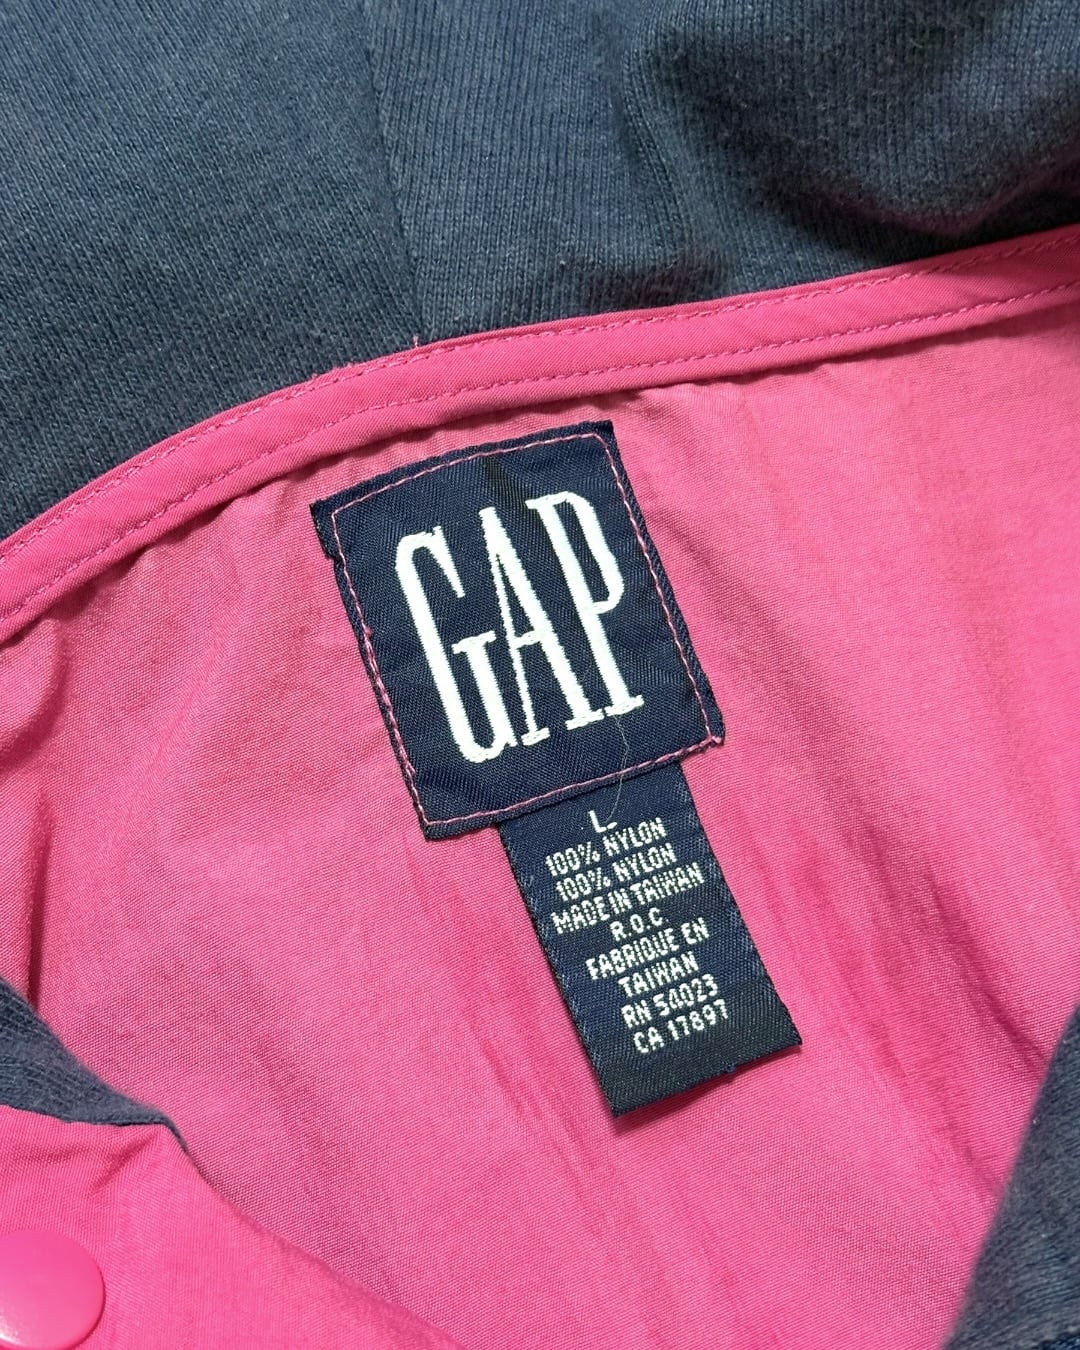 GAP
L
100% NYLON
100% NYLON
MADE IN TAIWAN
R.O.C
FABRIQUE EN
TAIWAN
RN 54023
CA 17897